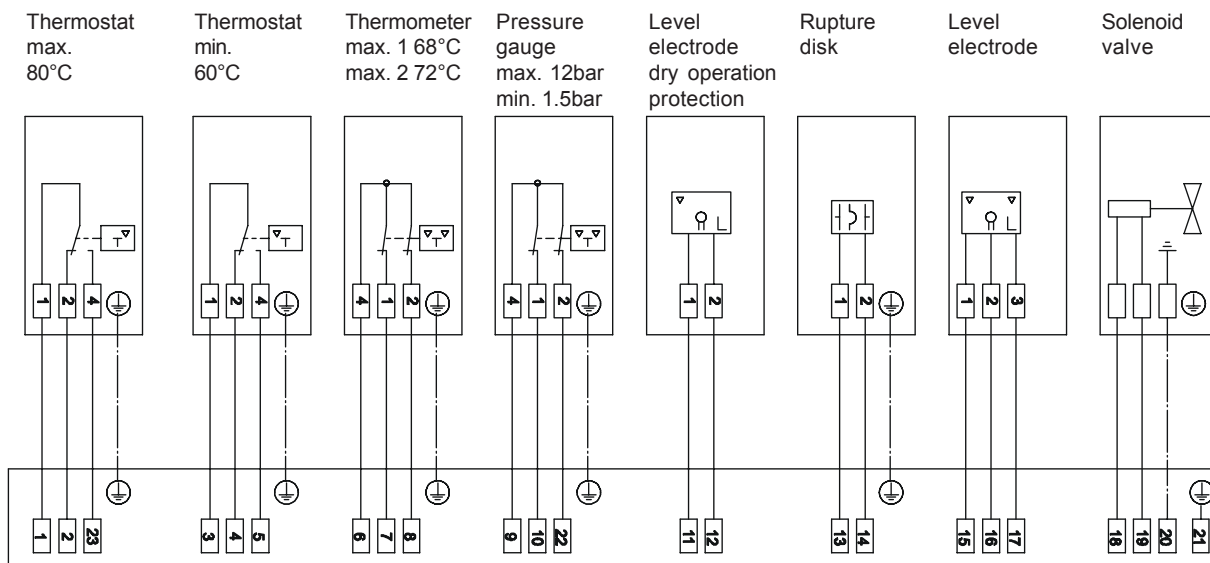 Thermostat
max.
80°C
Thermostat
min.
60°C
Thermometer
max. 1 68°C
max. 2 72°C
Pressure
gauge
max. 12bar
min. 1.5bar
Level
electrode
dry operation
protection
Rupture
disk
Level
electrode
Solenoid
valve
T
T
T
T
L
L
1 2 4
1 2 4
4 1 2
4 1 2
1 2
1 2
1 2 3
1 2 23
3 4 5
6 7 8
9 10 22
11 12
13 14
15 16 17
18 19 20 21